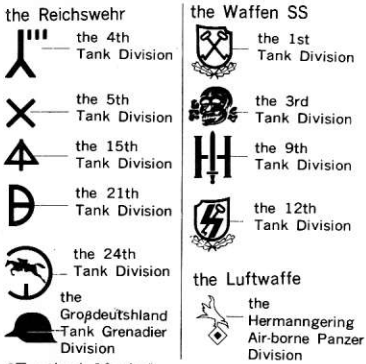 the Reichswehr
the 4th
Tank Division
the 5th
Tank Division
the 15th
Tank Division
the 21th
Tank Division
the 24th
Tank Division
the
Großdeutshland
Tank Grenadier
Division
the Waffen SS
the 1st
Tank Division
the 3rd
Tank Division
the 9th
Tank Division
the 12th
Tank Division
the Luftwaffe
the
Hermanngering
Air-borne Panzer
Division